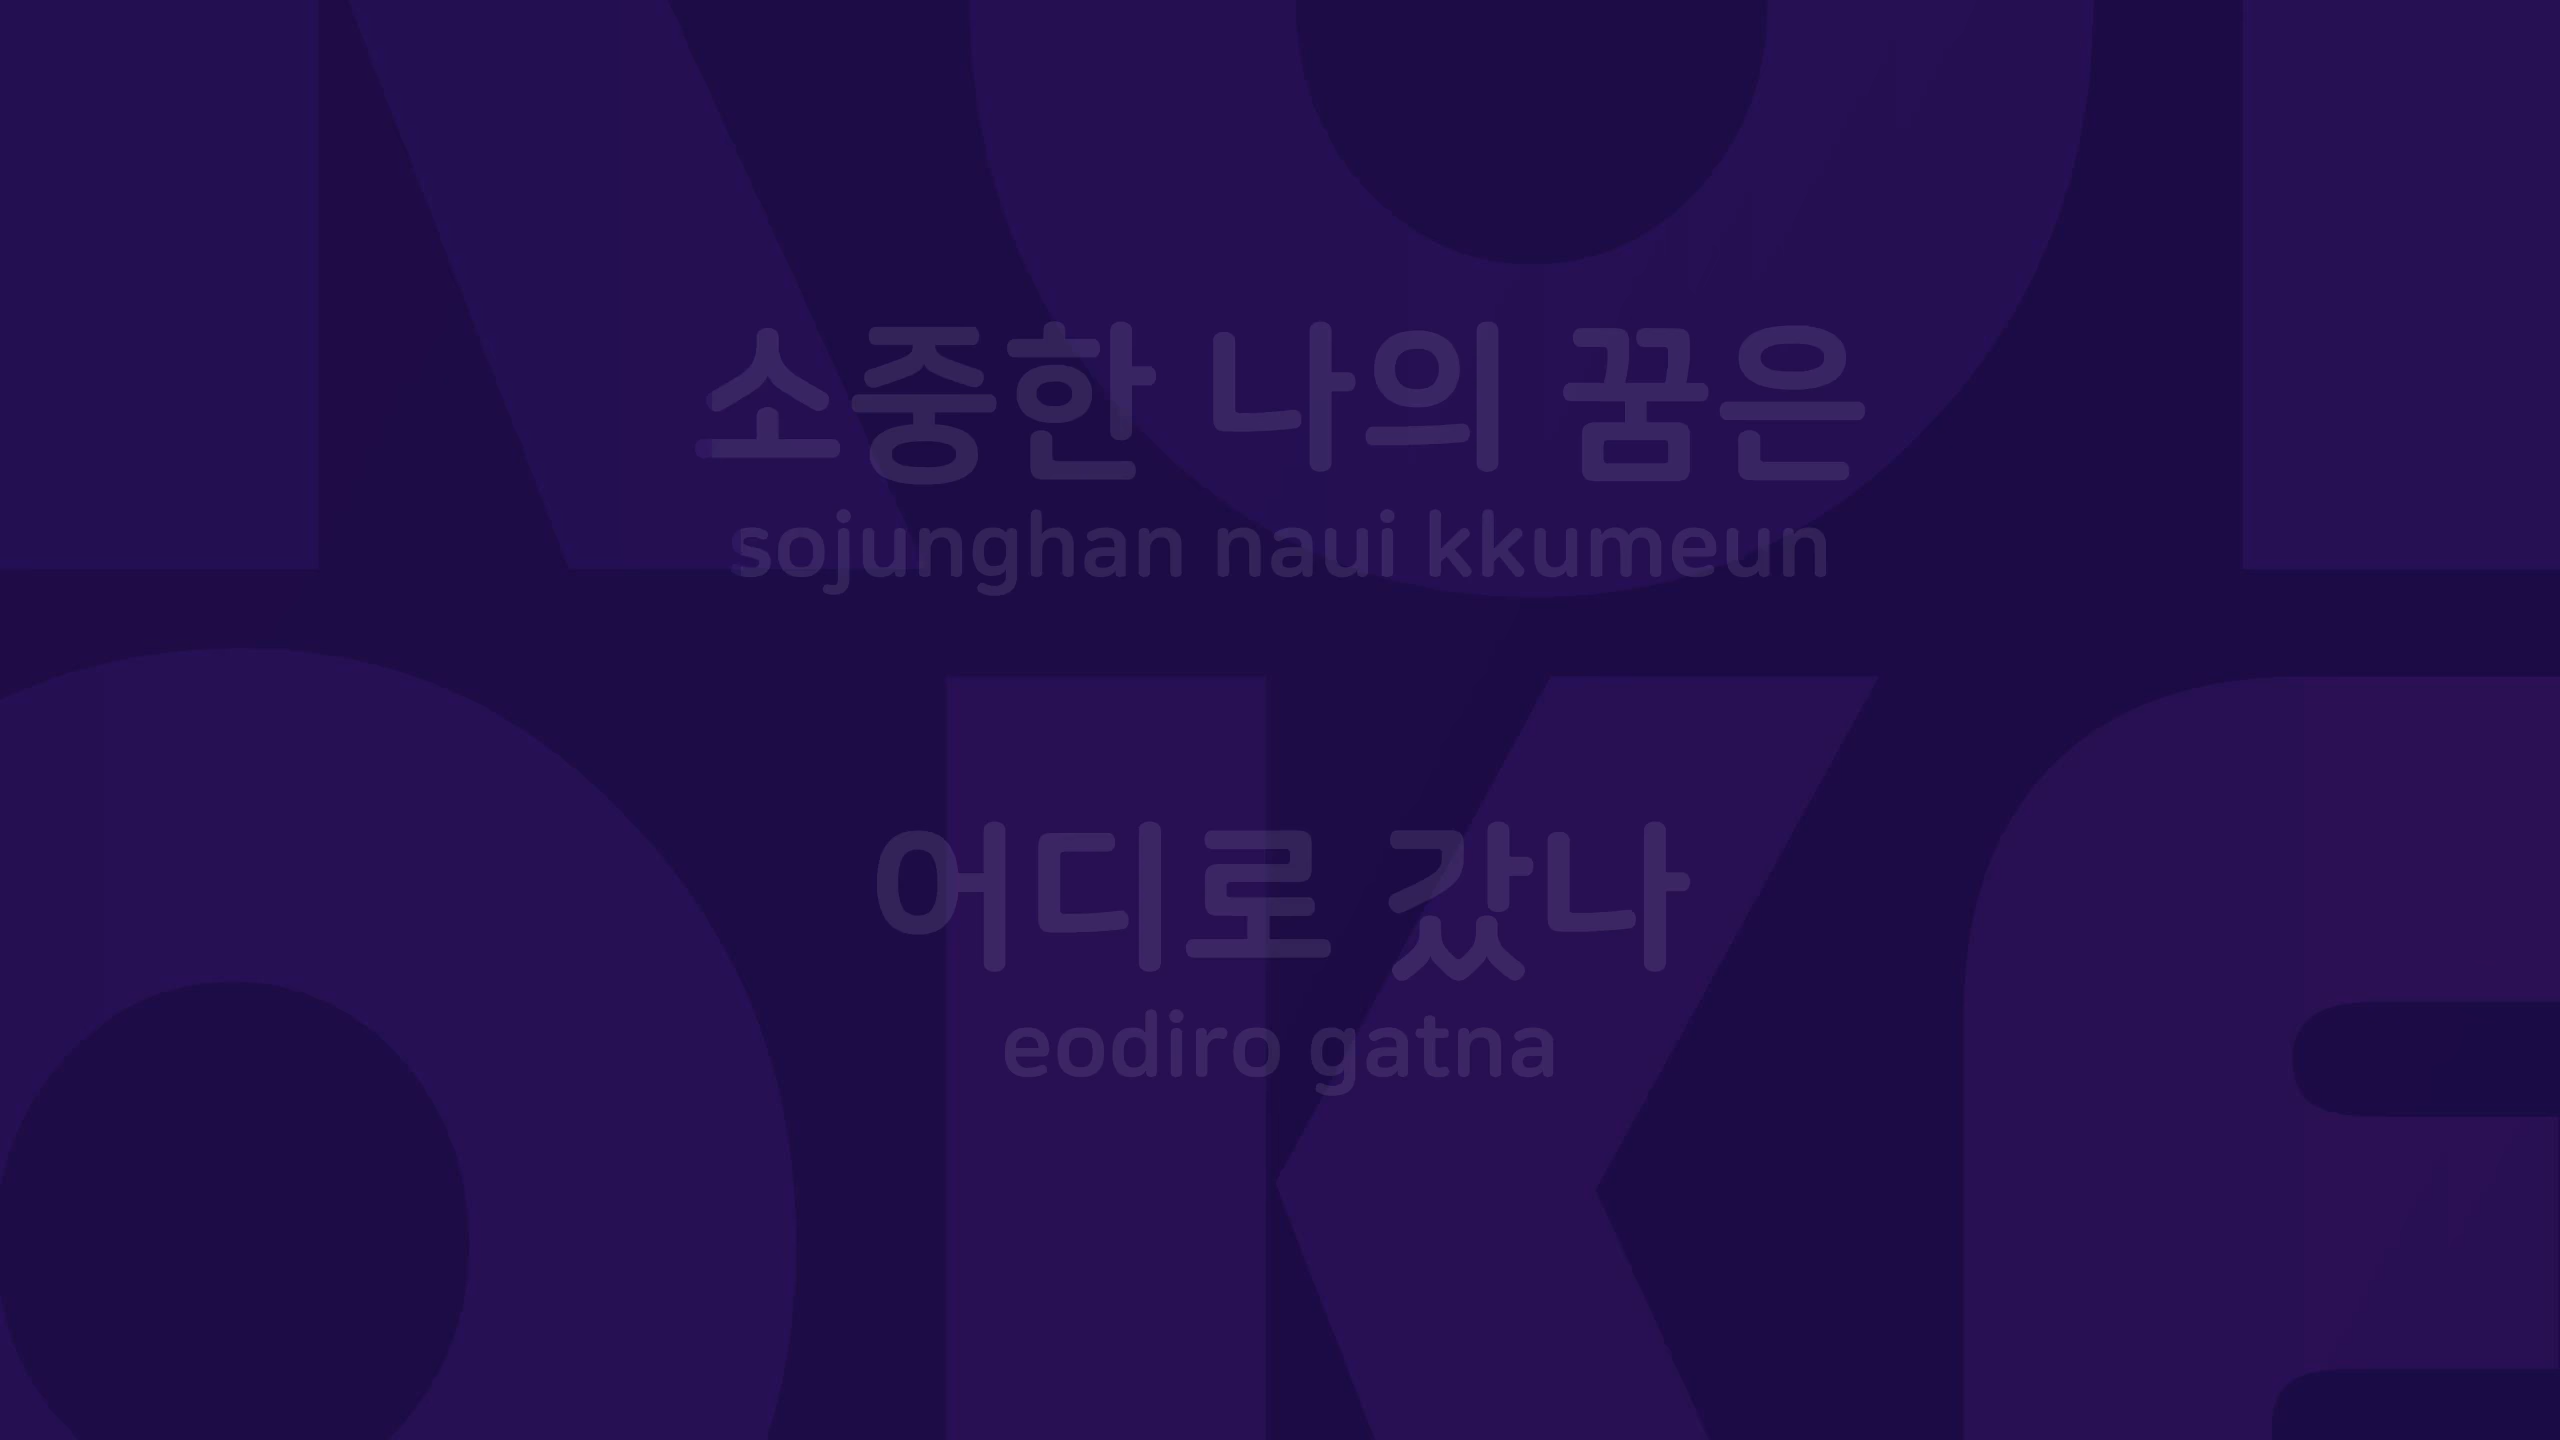 소중한 나의 꿈은
sojunghan naui kkumeun
어디로 갔나
eodiro gatna